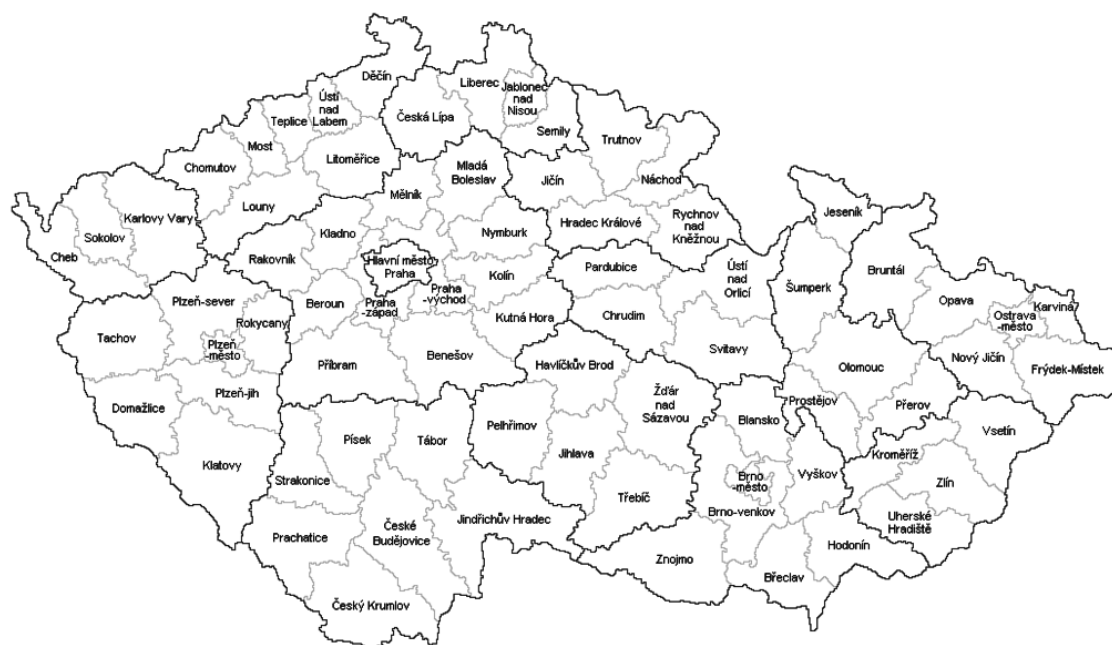 Děčín
Liberec
Jablonec
nad
Nisou
Ústí
nad
Labem
Česká Lípa
Teplice
Semily
Trutnov
Most
Litoměřice
Chomutov
Mladá
Boleslav
Jičín
Náchod
Mělník
Louny
Karlovy Vary
Jeseník
Hradec Králové
Rychnov
nad
Kněžnou
Kladno
Nymburk
Sokolov
Cheb
Rakovník
Hlavní město
Praha
Kolín
Pardubice
Ústí
nad
Orlicí
Šumperk
Bruntál
Plzeň-sever
Beroun
Praha
-západ
Praha
-východ
Opava
Karviná
Ostrava
-město
Rokycany
Kutná Hora
Chrudim
Tachov
Plzeň
-město
Svitavy
Benešov
Příbram
Havlíčkův Brod
Olomouc
Nový Jičín
Frýdek-Místek
Plzeň-jih
Žďár
nad
Sázavou
Domažlice
Prostějov
Přerov
Blansko
Vsetín
Písek
Tábor
Pelhřimov
Jihlava
Klatovy
Kroměříž
Strakonice
Brno
-město
Vyškov
Zlín
Třebíč
Brno-venkov
Uherské
Hradiště
Jindřichův Hradec
České
Budějovice
Prachatice
Hodonín
Znojmo
Břeclav
Český Krumlov